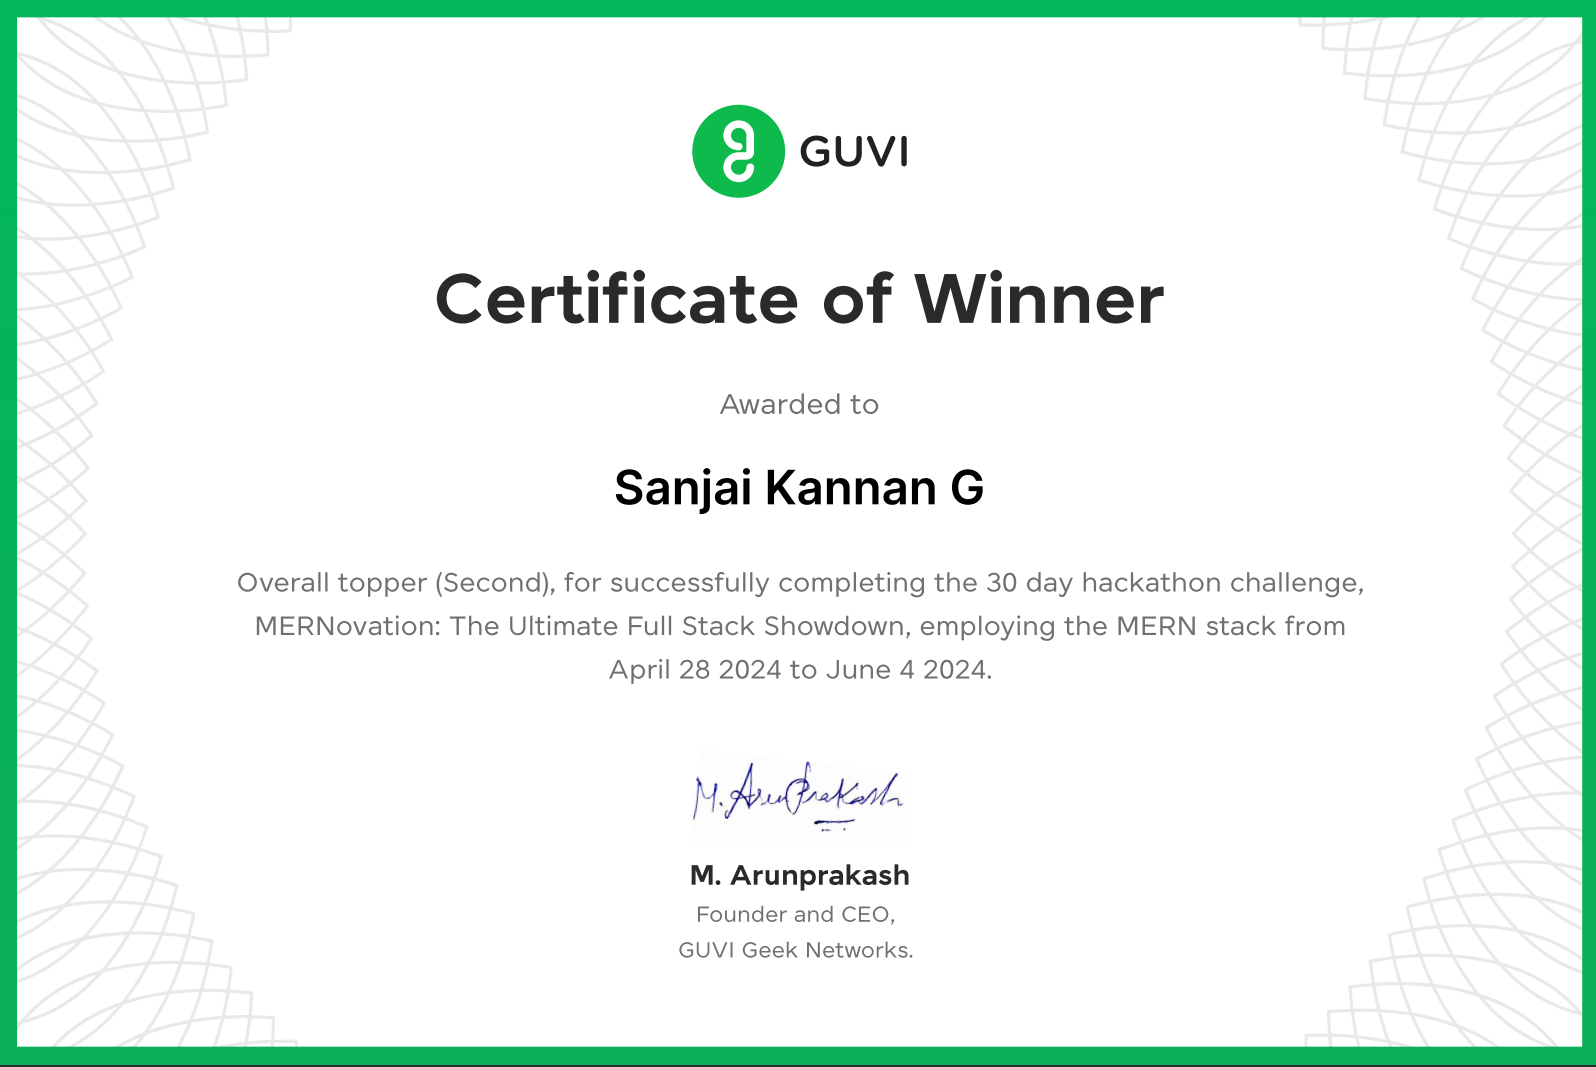 GUVI
Certificate of Winner
Awarded to
Sanjai Kannan G
Overall topper (Second), for successfully completing the 30 day hackathon challenge,
MERNovation: The Ultimate Full Stack Showdown, employing the MERN stack from
April 28 2024 to June 4 2024.
M. ArunPrakash
M. Arunprakash
Founder and CEO,
GUVI Geek Networks.